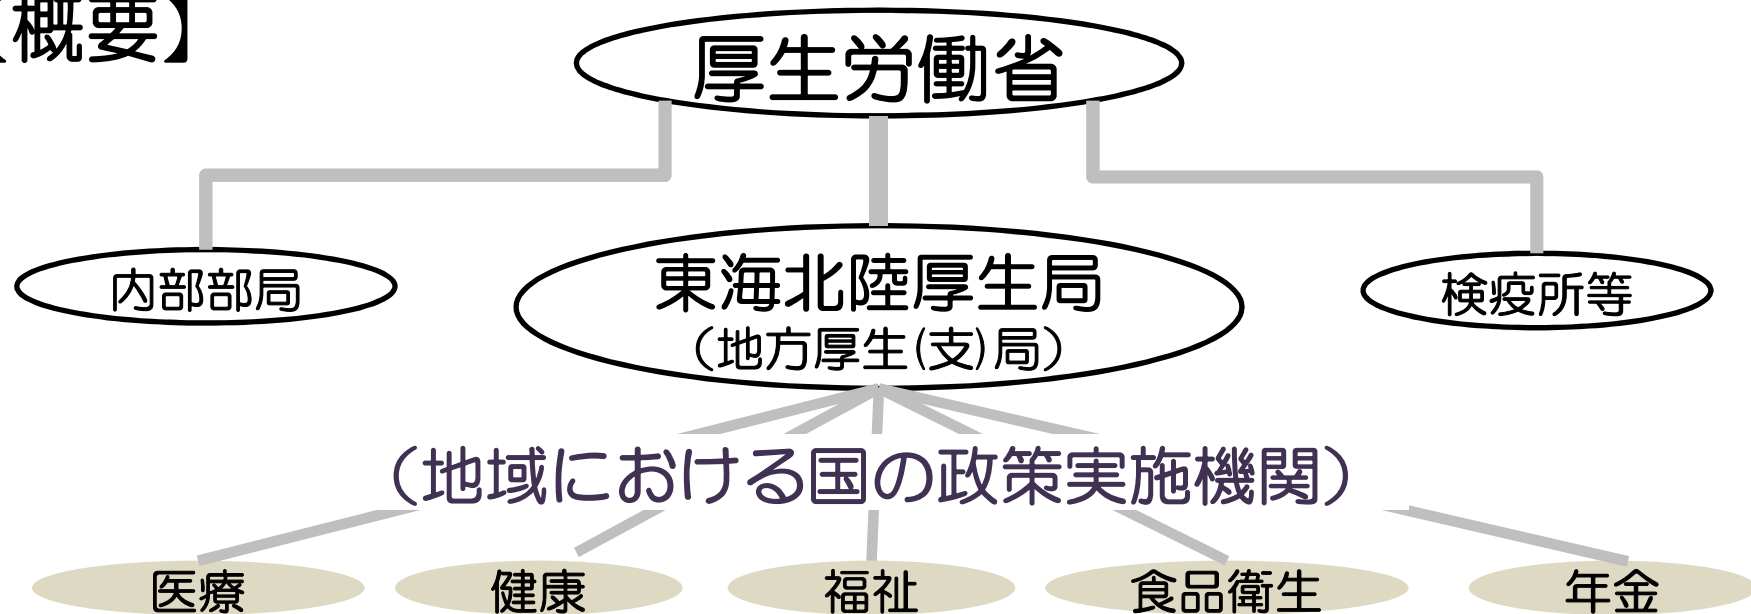 【概要】
厚生労働省
内部部局
東海北陸厚生局
（地方厚生(支)局）
検疫所等
（地域における国の政策実施機関）
医療
健康
福祉
食品衛生
年金